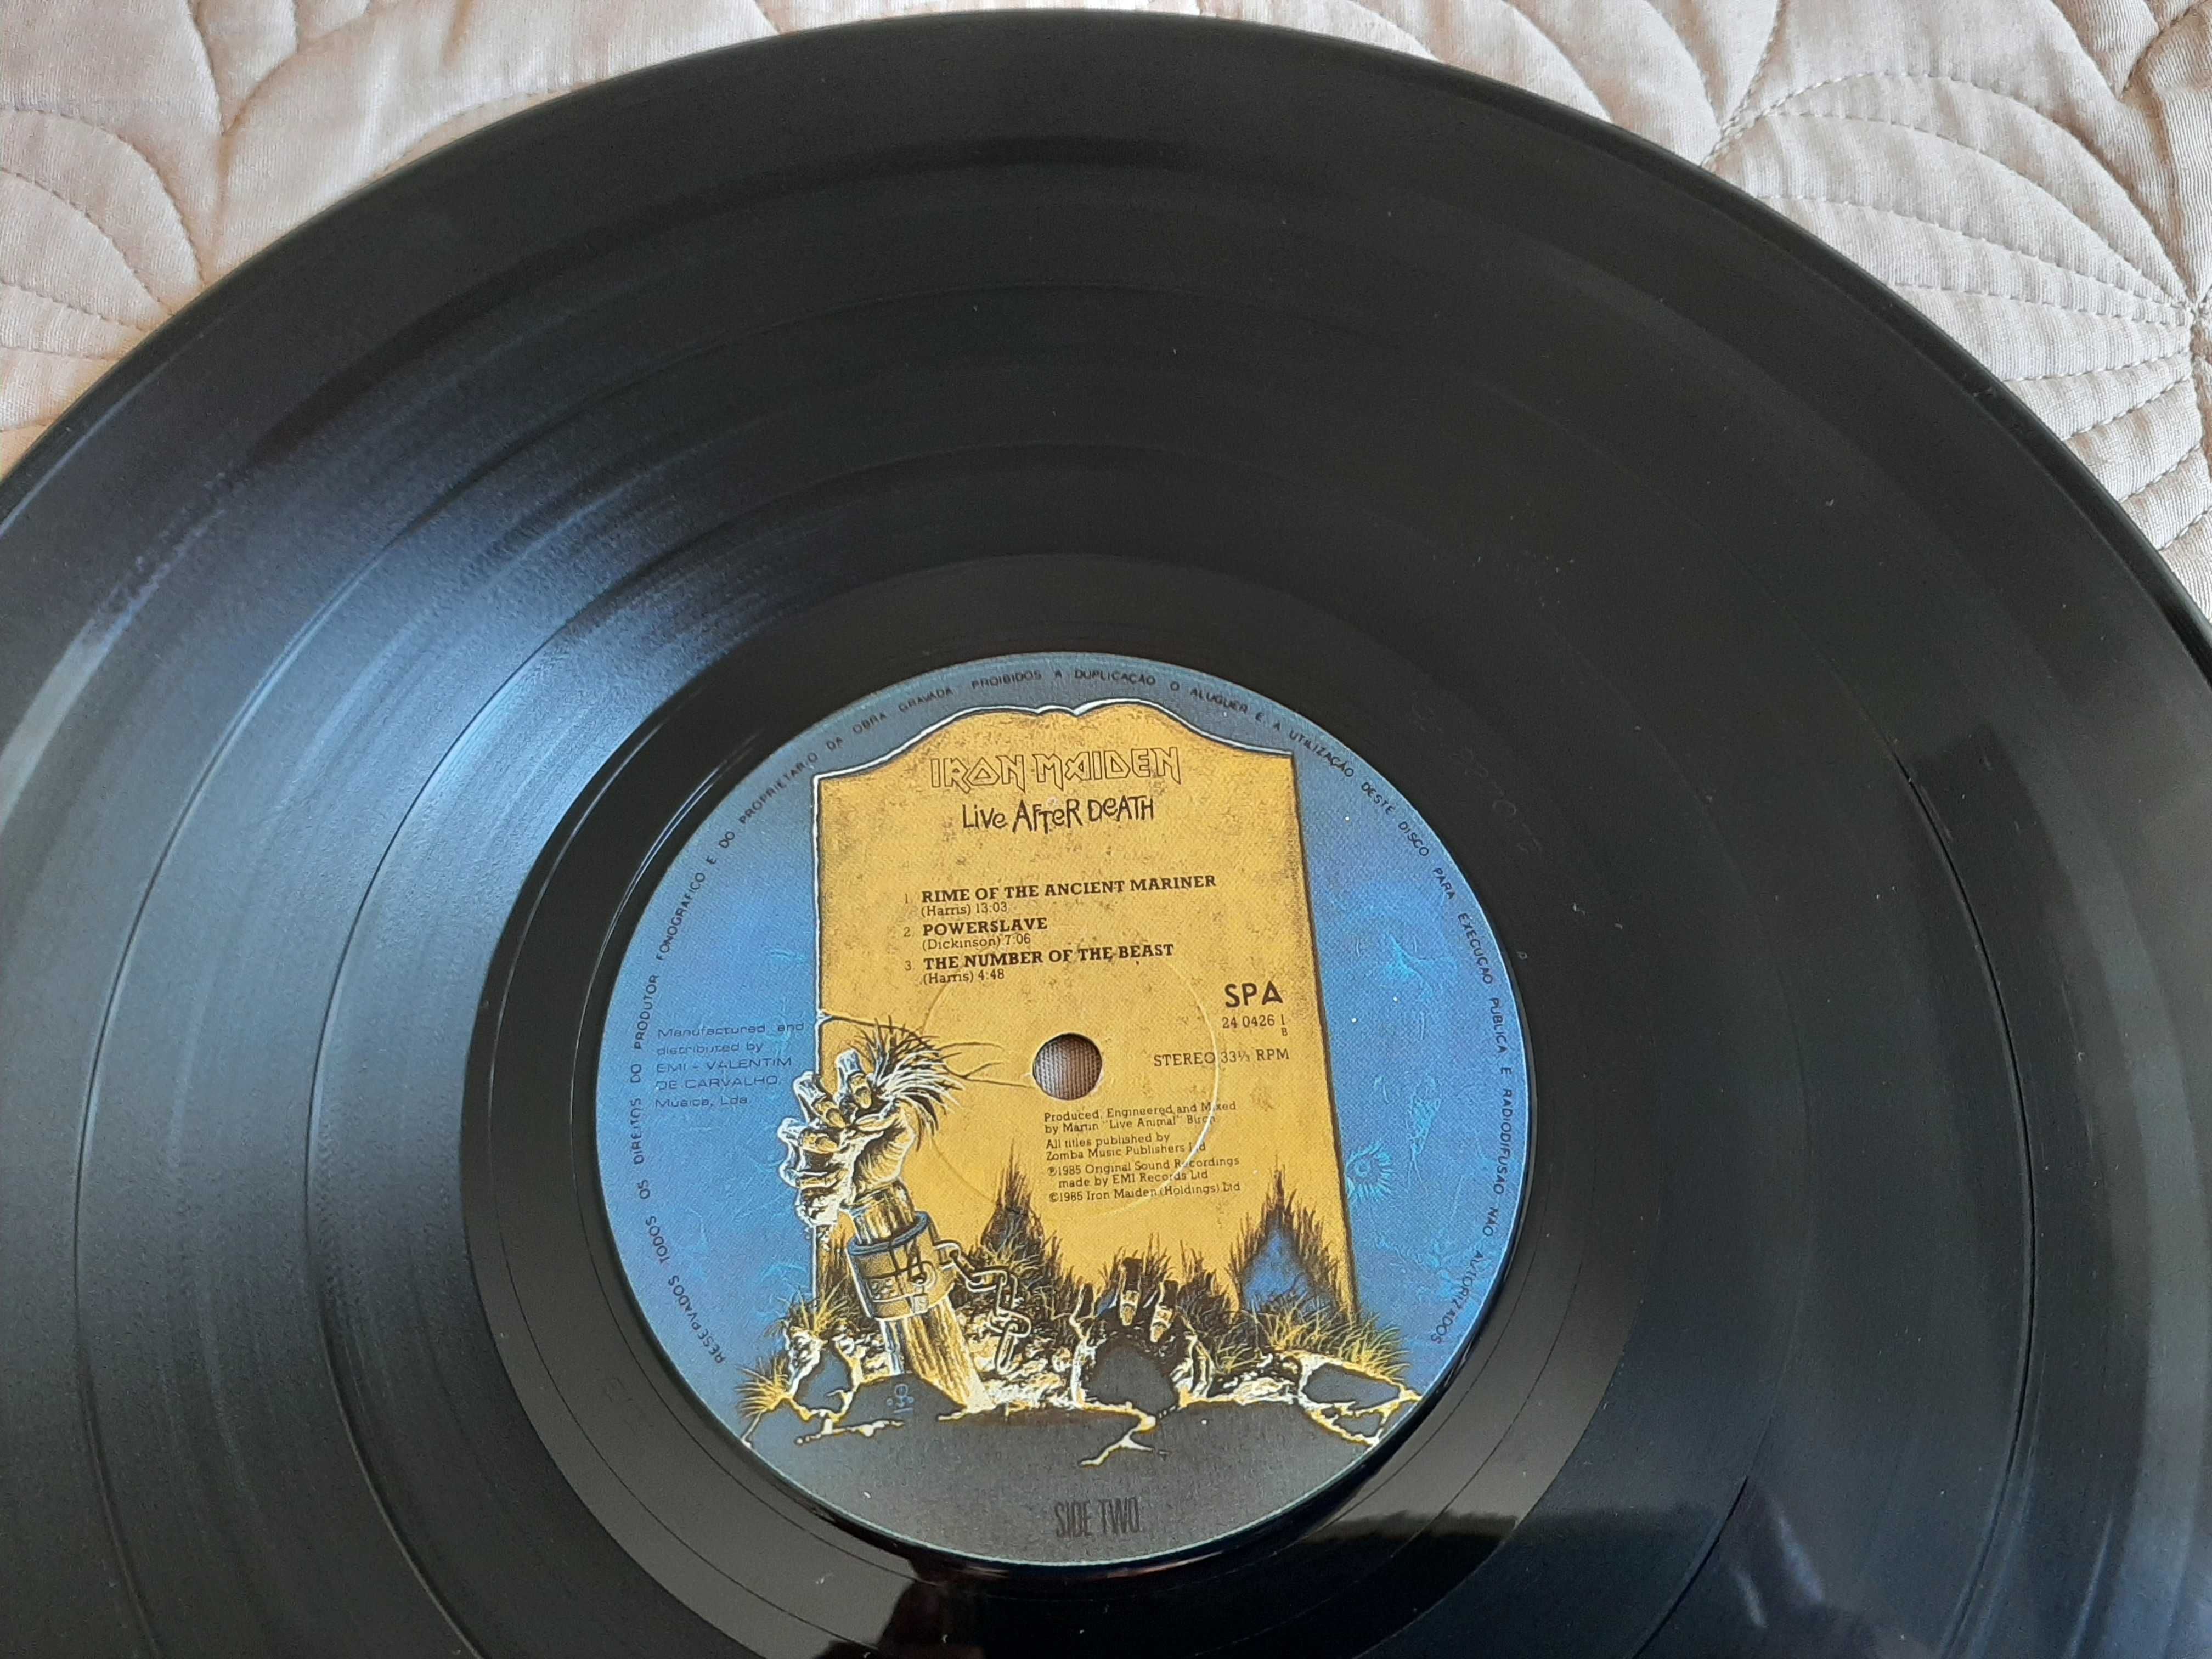 RESERVADOS TODOS OS DIREITOS DO PRODUTOR FONOGRAFICO E DO PROPRIETARIO DA OBRA GRAVADA PROIBIDOS A DUPLICAÇÃO O ALUGUER E A UTILIZAÇÃO DESTE DISCO PARA EXECUÇAO PUBLICA E RADIODIFUSAO NAO AVTORIZADOS
IRON MAIDEN
Live After Death
1. RIME OF THE ANCIENT MARINER
(Harris) 13:03
2. POWERSLAVE
(Dickinson) 7:06
3. THE NUMBER OF THE BEAST
(Harris) 4:48
SPA
24 0426 1
B
STEREO 33⅓ RPM
Manufactured and
distributed by
EMI - VALENTIM
DE CARVALHO,
Música, Lda.
Produced, Engineered and Mixed
by Martin "Live Animal" Birch
All titles published by
Zomba Music Publishers Ltd
℗1985 Original Sound Recordings
made by EMI Records Ltd
©1985 Iron Maiden (Holdings) Ltd
SIDE TWO